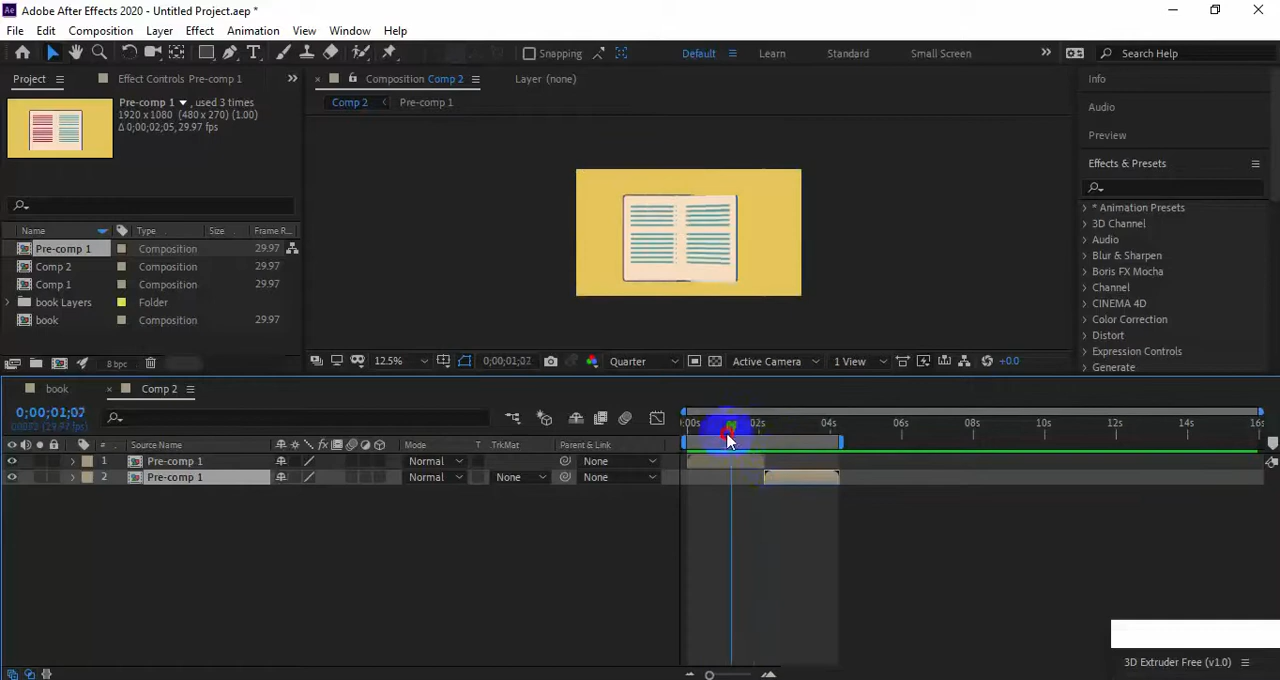 Adobe After Effects 2020 - Untitled Project.aep *
File Edit Composition Layer Effect Animation View Window Help
Snapping Default Learn Standard Small Screen Search Help
Project Effect Controls Pre-comp 1 Composition Comp 2 Layer (none) Info
Comp 2 Pre-comp 1
Pre-comp 1 , used 3 times
1920 x 1080 (480 x 270) (1.00)
Δ 0;00;02;05, 29.97 fps
Audio
Preview
Effects & Presets
Name Type Size Frame R...
Pre-comp 1 Composition 29.97
Comp 2 Composition 29.97
Comp 1 Composition 29.97
book Layers Folder
book Composition 29.97
* Animation Presets
3D Channel
Audio
Blur & Sharpen
Boris FX Mocha
Channel
CINEMA 4D
Color Correction
Distort
Expression Controls
Generate
8 bpc 12.5% 0;00;01;07 Quarter Active Camera 1 View +0.0
book Comp 2
0;00;01;07
# Source Name Mode T TrkMat Parent & Link
:00s 02s 04s 06s 08s 10s 12s 14s 16s
1 Pre-comp 1 Normal None
2 Pre-comp 1 Normal None None
3D Extruder Free (v1.0)